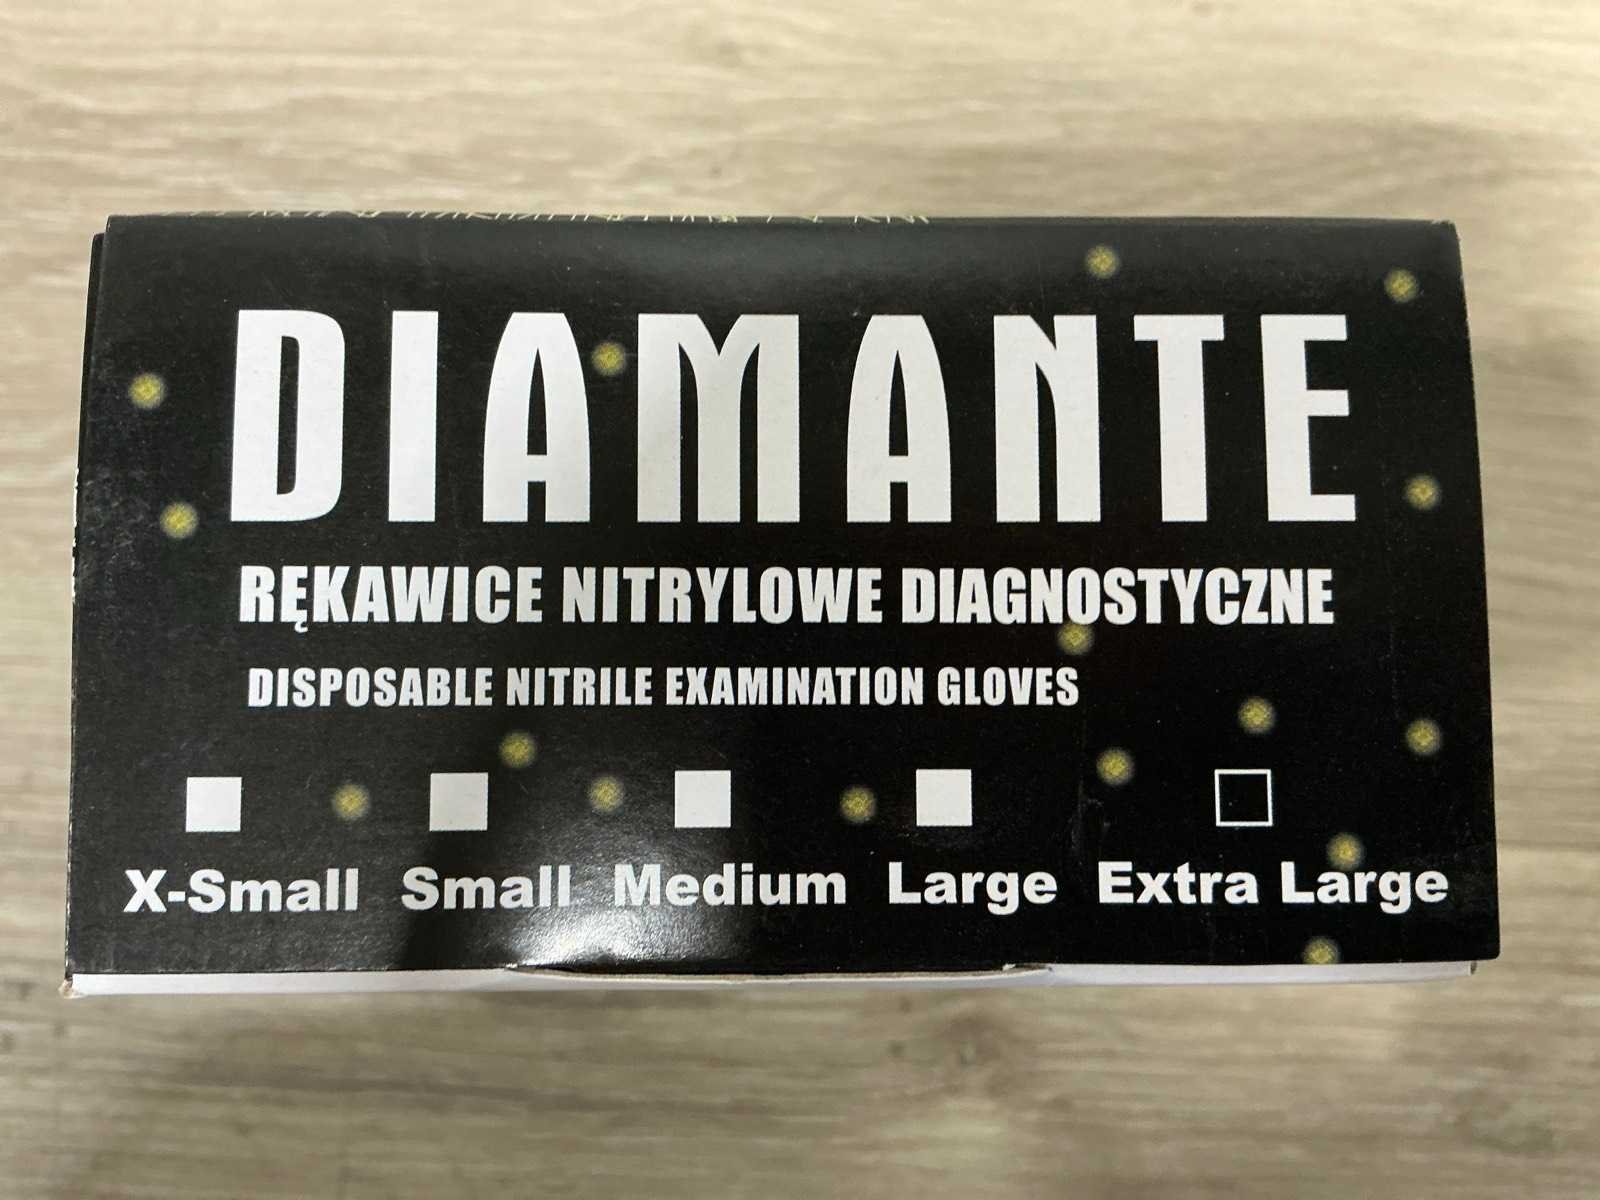 DIAMANTE
RĘKAWICE NITRYLOWE DIAGNOSTYCZNE
DISPOSABLE NITRILE EXAMINATION GLOVES
X-Small Small Medium Large Extra Large